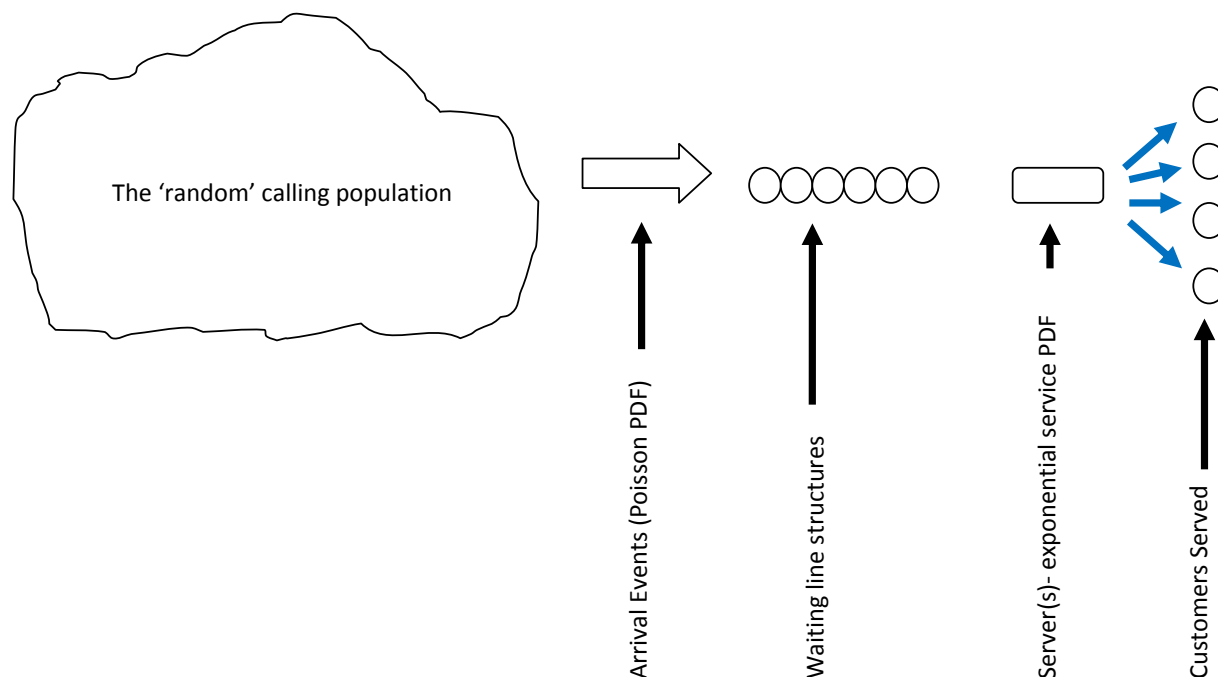 The ‘random’ calling population
Arrival Events (Poisson PDF)
Waiting line structures
Server(s)- exponential service PDF
Customers Served